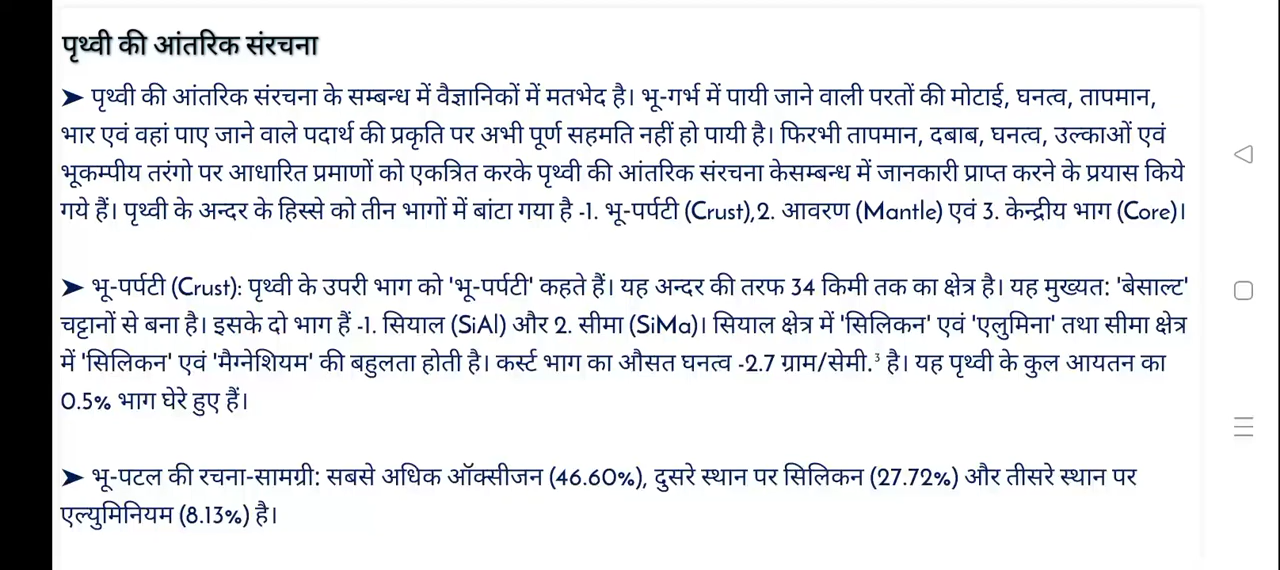 पृथ्वी की आंतरिक संरचना
➤ पृथ्वी की आंतरिक संरचना के सम्बन्ध में वैज्ञानिकों में मतभेद है। भू-गर्भ में पायी जाने वाली परतों की मोटाई, घनत्व, तापमान,
भार एवं वहां पाए जाने वाले पदार्थ की प्रकृति पर अभी पूर्ण सहमति नहीं हो पायी है। फिरभी तापमान, दबाब, घनत्व, उल्काओं एवं
भूकम्पीय तरंगो पर आधारित प्रमाणों को एकत्रित करके पृथ्वी की आंतरिक संरचना केसम्बन्ध में जानकारी प्राप्त करने के प्रयास किये
गये हैं। पृथ्वी के अन्दर के हिस्से को तीन भागों में बांटा गया है -1. भू-पर्पटी (Crust),2. आवरण (Mantle) एवं 3. केन्द्रीय भाग (Core)।
➤ भू-पर्पटी (Crust): पृथ्वी के उपरी भाग को 'भू-पर्पटी' कहते हैं। यह अन्दर की तरफ 34 किमी तक का क्षेत्र है। यह मुख्यत: 'बेसाल्ट'
चट्टानों से बना है। इसके दो भाग हैं -1. सियाल (SiAl) और 2. सीमा (SiMa)। सियाल क्षेत्र में 'सिलिकन' एवं 'एलुमिना' तथा सीमा क्षेत्र
में 'सिलिकन' एवं 'मैग्नेशियम' की बहुलता होती है। कर्स्ट भाग का औसत घनत्व -2.7 ग्राम/सेमी.³ है। यह पृथ्वी के कुल आयतन का
0.5% भाग घेरे हुए हैं।
➤ भू-पटल की रचना-सामग्री: सबसे अधिक ऑक्सीजन (46.60%), दुसरे स्थान पर सिलिकन (27.72%) और तीसरे स्थान पर
एल्युमिनियम (8.13%) है।